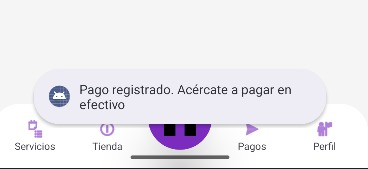 Pago registrado. Acércate a pagar en
efectivo
Servicios
Tienda
Pagos
Perfil